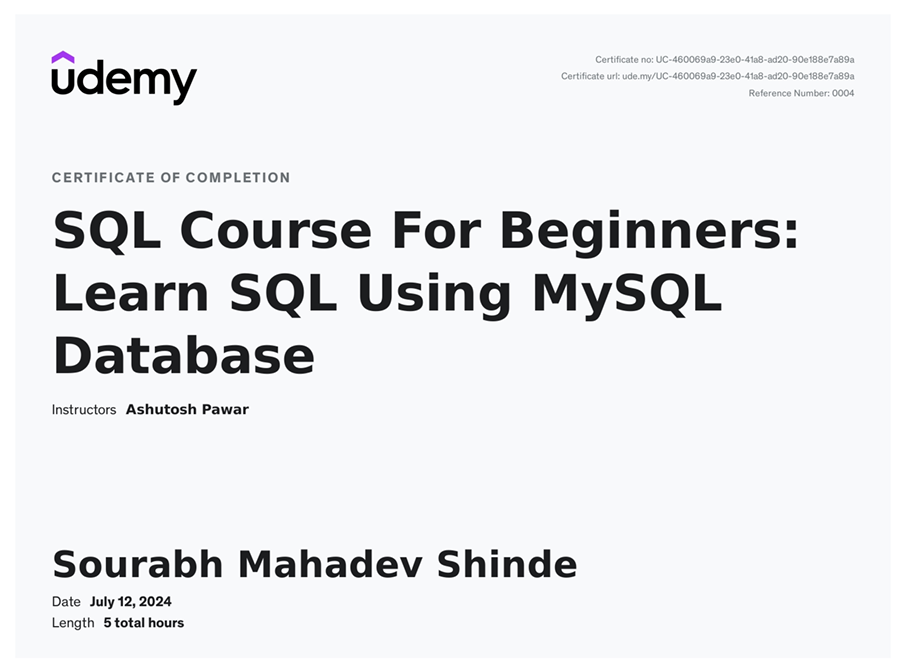 udemy
Certificate no: UC-460069a9-23e0-41a8-ad20-90e188e7a89a
Certificate url: ude.my/UC-460069a9-23e0-41a8-ad20-90e188e7a89a
Reference Number: 0004
CERTIFICATE OF COMPLETION
SQL Course For Beginners:
Learn SQL Using MySQL
Database
Instructors Ashutosh Pawar
Sourabh Mahadev Shinde
Date July 12, 2024
Length 5 total hours